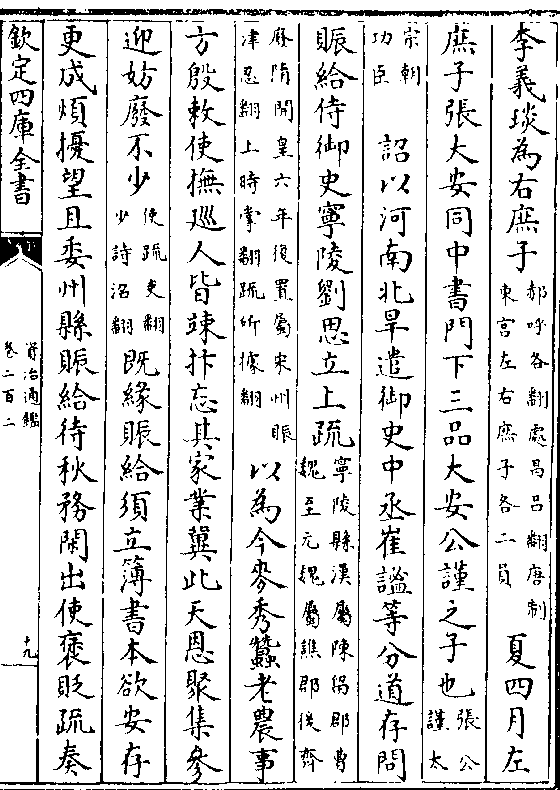 李義琰為右庶子郝呼各翻處昌呂翻唐制東宮左右庶子各二員夏四月左
庶子張大安同中書門下三品大安公謹之子也張公謹太
宗朝功臣 詔以河南北旱遣御史中丞崔謐等分道存問
賑給侍御史寧陵劉思立上疏寧陵縣漢屬陳留郡曹魏至元魏屬譙郡後齊
廢隋開皇六年復置屬宋州賑津忍翻上時掌翻疏所據翻以為今麥秀蠶老農事
方殷敕使撫巡人皆竦抃忘其家業冀此天恩聚集參
迎妨廢不少使疏吏翻少詩沼翻既緣賑給須立簿書本欲安存
更成煩擾望且委州縣賑給待秋務閑出使褒貶疏奏
欽定四庫全書
資治通鑑
卷二百二
十九